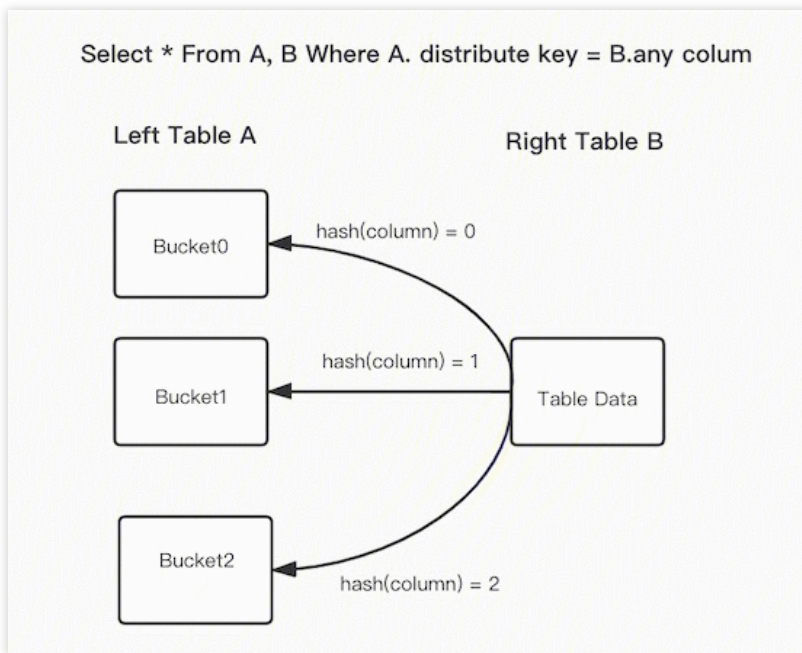 Select * From A, B Where A. distribute key = B.any colum
Left Table A
Right Table B
hash(column) = 0
Bucket0
hash(column) = 1
Bucket1
Table Data
Bucket2
hash(column) = 2